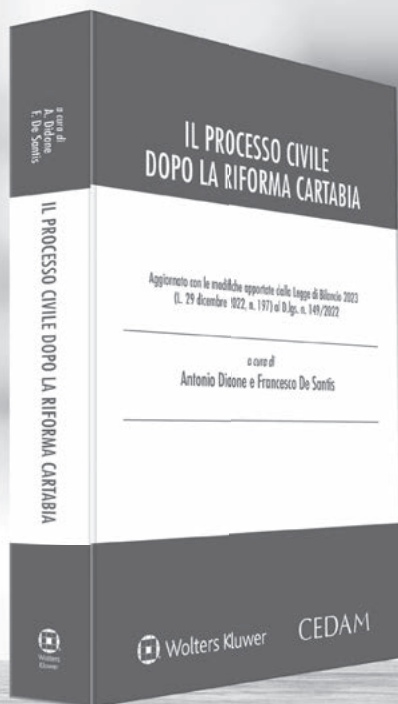 a cura di
A. Didone
F. De Santis
IL PROCESSO CIVILE DOPO LA RIFORMA CARTABIA
Wolters
Kluwer
IL PROCESSO CIVILE
DOPO LA RIFORMA CARTABIA
Aggiornato con le modifiche apportate dalla Legge di Bilancio 2023
(L. 29 dicembre 2022, n. 197) al D.lgs. n. 149/2022
a cura di
Antonio Didone e Francesco De Santis
Wolters Kluwer
CEDAM